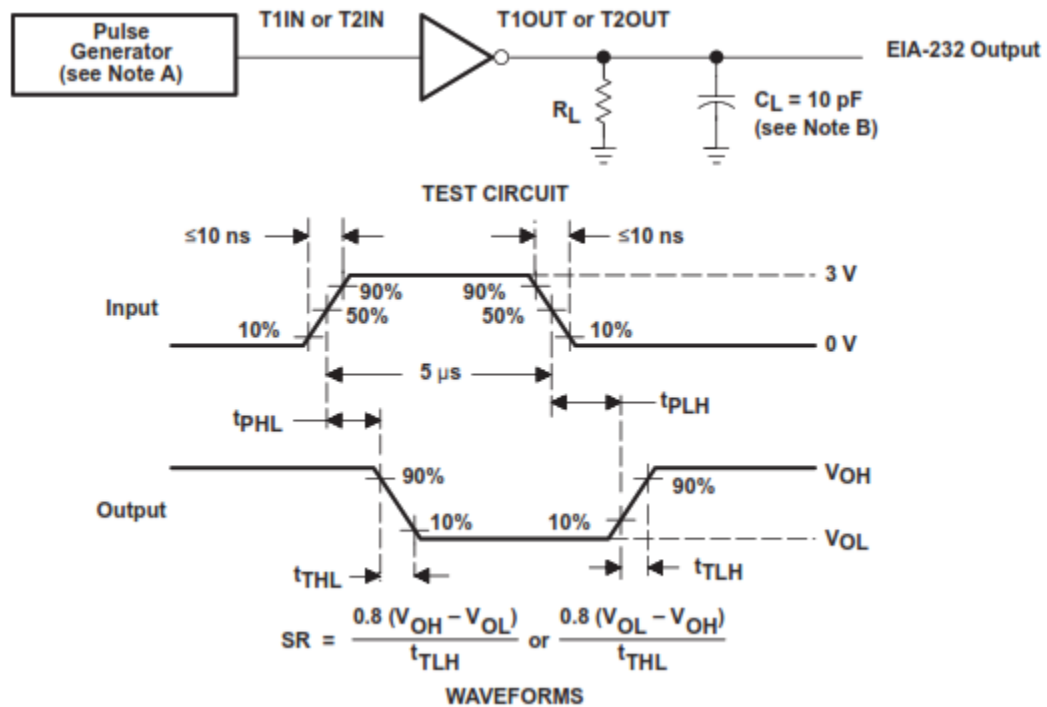 Pulse
Generator
(see Note A)
T1IN or T2IN
T1OUT or T2OUT
EIA-232 Output
RL
CL = 10 pF
(see Note B)
TEST CIRCUIT
≤10 ns
≤10 ns
3 V
90%
90%
Input
50%
50%
10%
10%
0 V
5 µs
tPHL
tPLH
VOH
90%
90%
Output
10%
10%
VOL
tTHL
tTLH
SR = 0.8 (VOH – VOL) / tTLH or 0.8 (VOL – VOH) / tTHL
WAVEFORMS